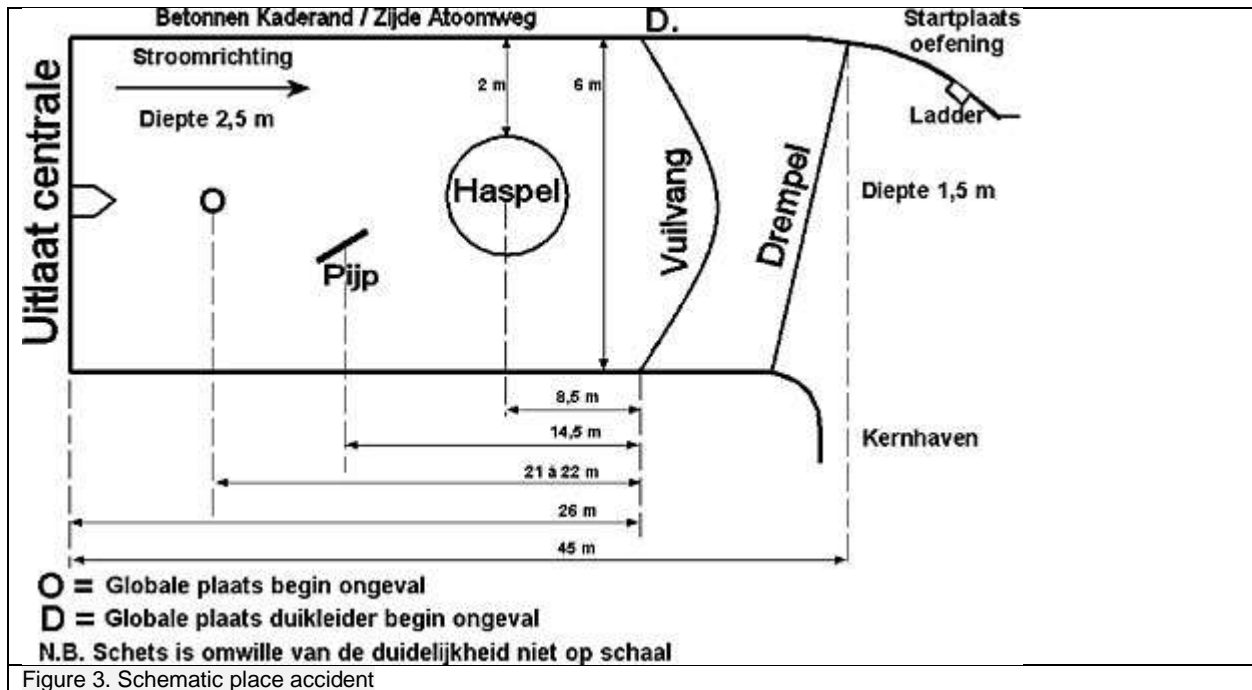 Betonnen Kaderand / Zijde Atoomweg
D.
Startplaats
oefening
Stroomrichting
Diepte 2,5 m
2 m
6 m
Ladder
Uitlaat centrale
O
Pijp
Haspel
Vuilvang
Drempel
Diepte 1,5 m
8,5 m
14,5 m
Kernhaven
21 à 22 m
26 m
45 m
O = Globale plaats begin ongeval
D = Globale plaats duikleider begin ongeval
N.B. Schets is omwille van de duidelijkheid niet op schaal
Figure 3. Schematic place accident